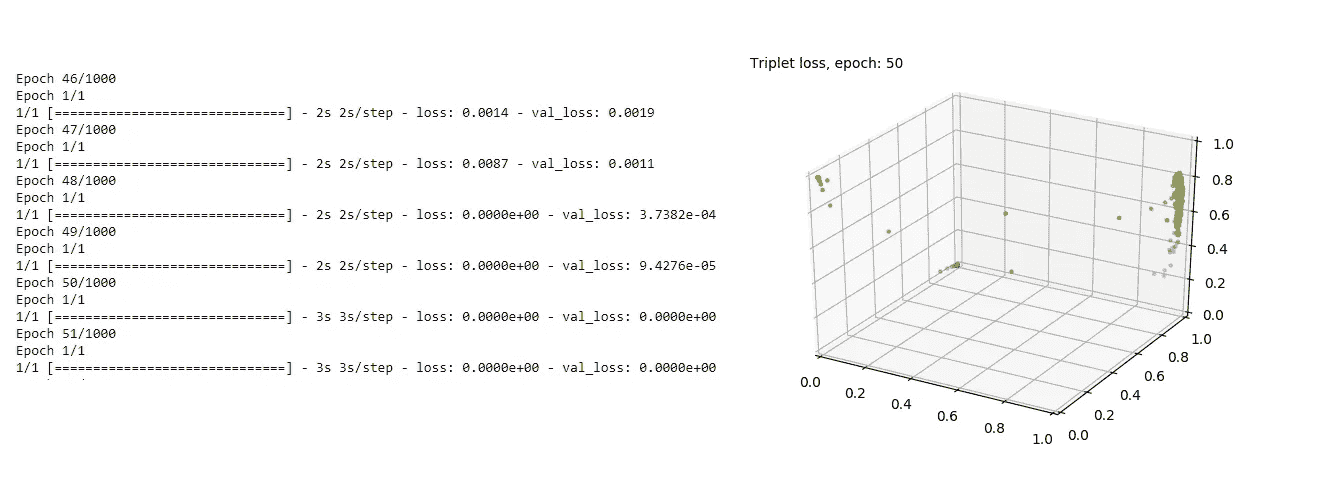 Epoch 46/1000
Epoch 1/1
1/1 [==============================] - 2s 2s/step - loss: 0.0014 - val_loss: 0.0019
Epoch 47/1000
Epoch 1/1
1/1 [==============================] - 2s 2s/step - loss: 0.0087 - val_loss: 0.0011
Epoch 48/1000
Epoch 1/1
1/1 [==============================] - 2s 2s/step - loss: 0.0000e+00 - val_loss: 3.7382e-04
Epoch 49/1000
Epoch 1/1
1/1 [==============================] - 2s 2s/step - loss: 0.0000e+00 - val_loss: 9.4276e-05
Epoch 50/1000
Epoch 1/1
1/1 [==============================] - 3s 3s/step - loss: 0.0000e+00 - val_loss: 0.0000e+00
Epoch 51/1000
Epoch 1/1
1/1 [==============================] - 3s 3s/step - loss: 0.0000e+00 - val_loss: 0.0000e+00
Triplet loss, epoch: 50
1.0
0.8
0.6
0.4
0.2
0.0
1.0
0.8
0.6
0.4
0.2
0.0
0.0
0.2
0.4
0.6
0.8
1.0